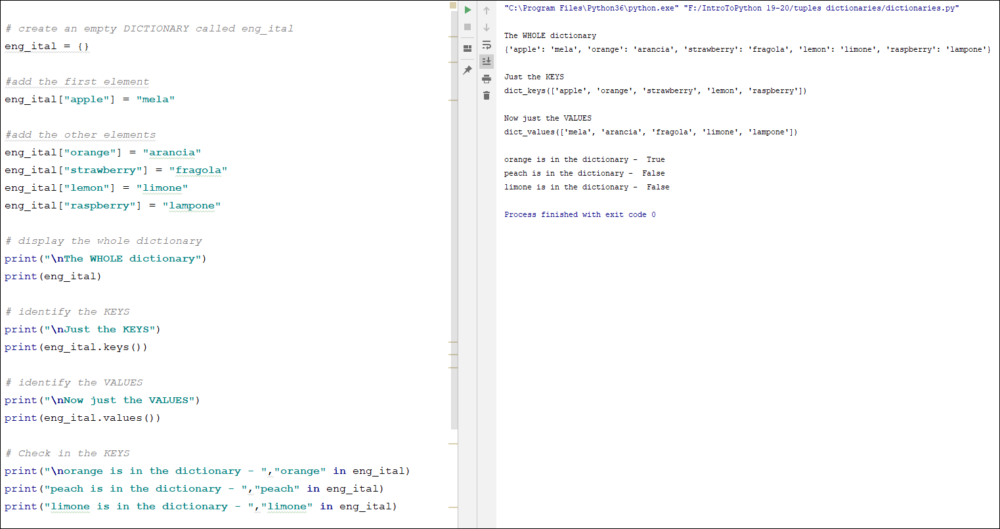 # create an empty DICTIONARY called eng_ital
eng_ital = {}
#add the first element
eng_ital["apple"] = "mela"
#add the other elements
eng_ital["orange"] = "arancia"
eng_ital["strawberry"] = "fragola"
eng_ital["lemon"] = "limone"
eng_ital["raspberry"] = "lampone"
# display the whole dictionary
print("\nThe WHOLE dictionary")
print(eng_ital)
# identify the KEYS
print("\nJust the KEYS")
print(eng_ital.keys())
# identify the VALUES
print("\nNow just the VALUES")
print(eng_ital.values())
# Check in the KEYS
print("\norange is in the dictionary - ","orange" in eng_ital)
print("peach is in the dictionary - ","peach" in eng_ital)
print("limone is in the dictionary - ","limone" in eng_ital)
"C:\Program Files\Python36\python.exe" "F:/IntroToPython 19-20/tuples dictionaries/dictionaries.py"
The WHOLE dictionary
{'apple': 'mela', 'orange': 'arancia', 'strawberry': 'fragola', 'lemon': 'limone', 'raspberry': 'lampone'}
Just the KEYS
dict_keys(['apple', 'orange', 'strawberry', 'lemon', 'raspberry'])
Now just the VALUES
dict_values(['mela', 'arancia', 'fragola', 'limone', 'lampone'])
orange is in the dictionary -  True
peach is in the dictionary -  False
limone is in the dictionary -  False
Process finished with exit code 0